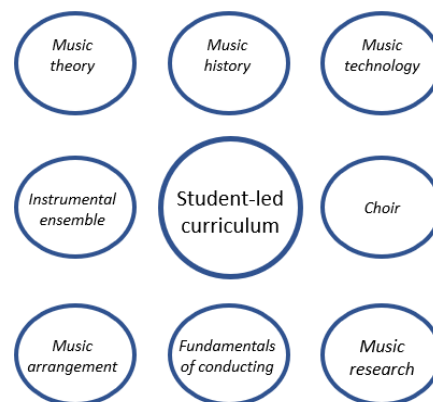 Music
theory
Music
history
Music
technology
Instrumental
ensemble
Student-led
curriculum
Choir
Music
arrangement
Fundamentals
of conducting
Music
research